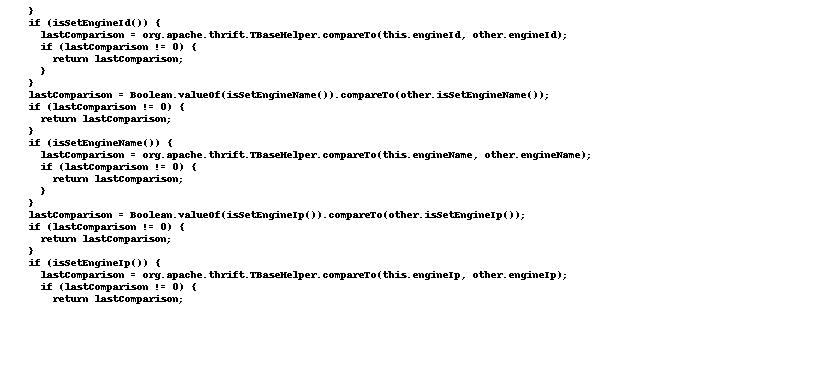 }
if (isSetEngineId()) {
lastComparison = org.apache.thrift.TBaseHelper.compareTo(this.engineId, other.engineId);
if (lastComparison != 0) {
return lastComparison;
}
}
lastComparison = Boolean.valueOf(isSetEngineName()).compareTo(other.isSetEngineName());
if (lastComparison != 0) {
return lastComparison;
}
if (isSetEngineName()) {
lastComparison = org.apache.thrift.TBaseHelper.compareTo(this.engineName, other.engineName);
if (lastComparison != 0) {
return lastComparison;
}
}
lastComparison = Boolean.valueOf(isSetEngineIp()).compareTo(other.isSetEngineIp());
if (lastComparison != 0) {
return lastComparison;
}
if (isSetEngineIp()) {
lastComparison = org.apache.thrift.TBaseHelper.compareTo(this.engineIp, other.engineIp);
if (lastComparison != 0) {
return lastComparison;